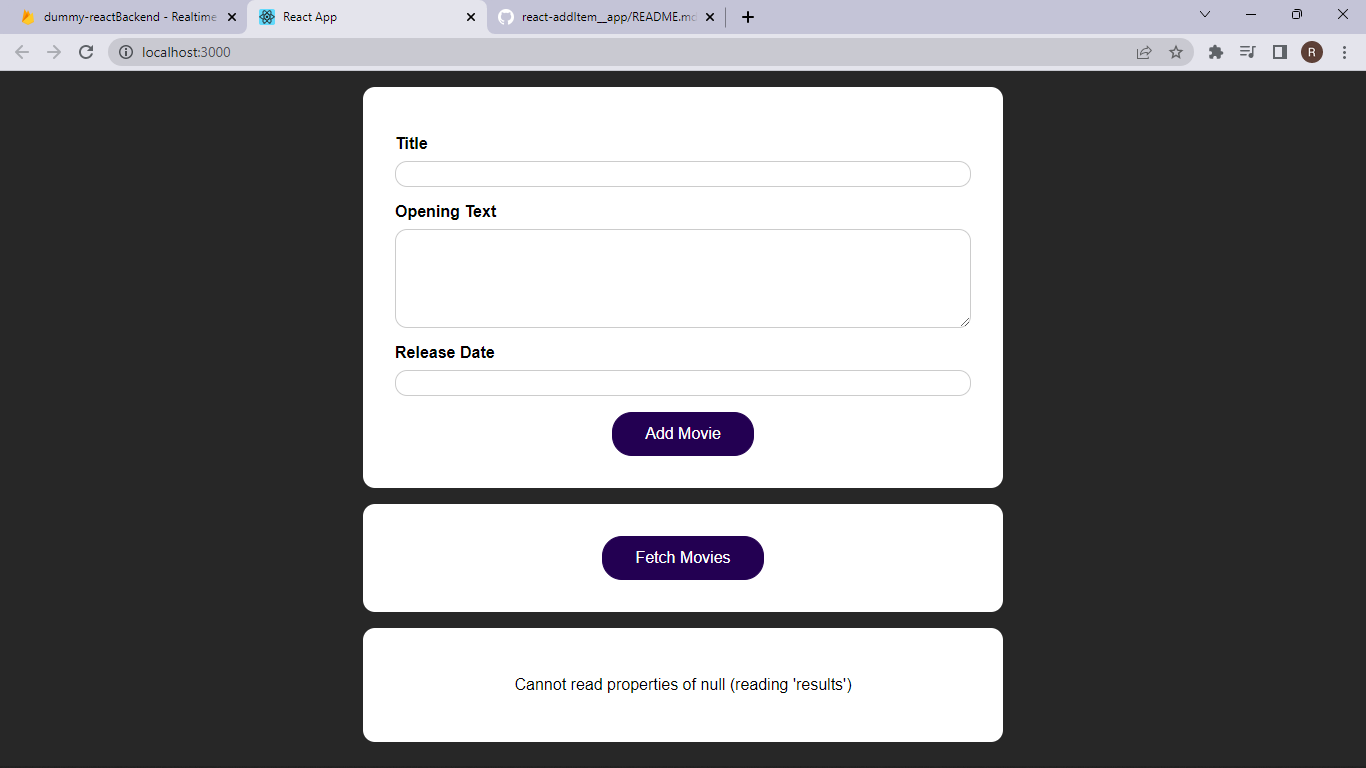 dummy-reactBackend - Realtime
React App
react-addItem__app/README.md
localhost:3000
R
Title
Opening Text
Release Date
Add Movie
Fetch Movies
Cannot read properties of null (reading 'results')